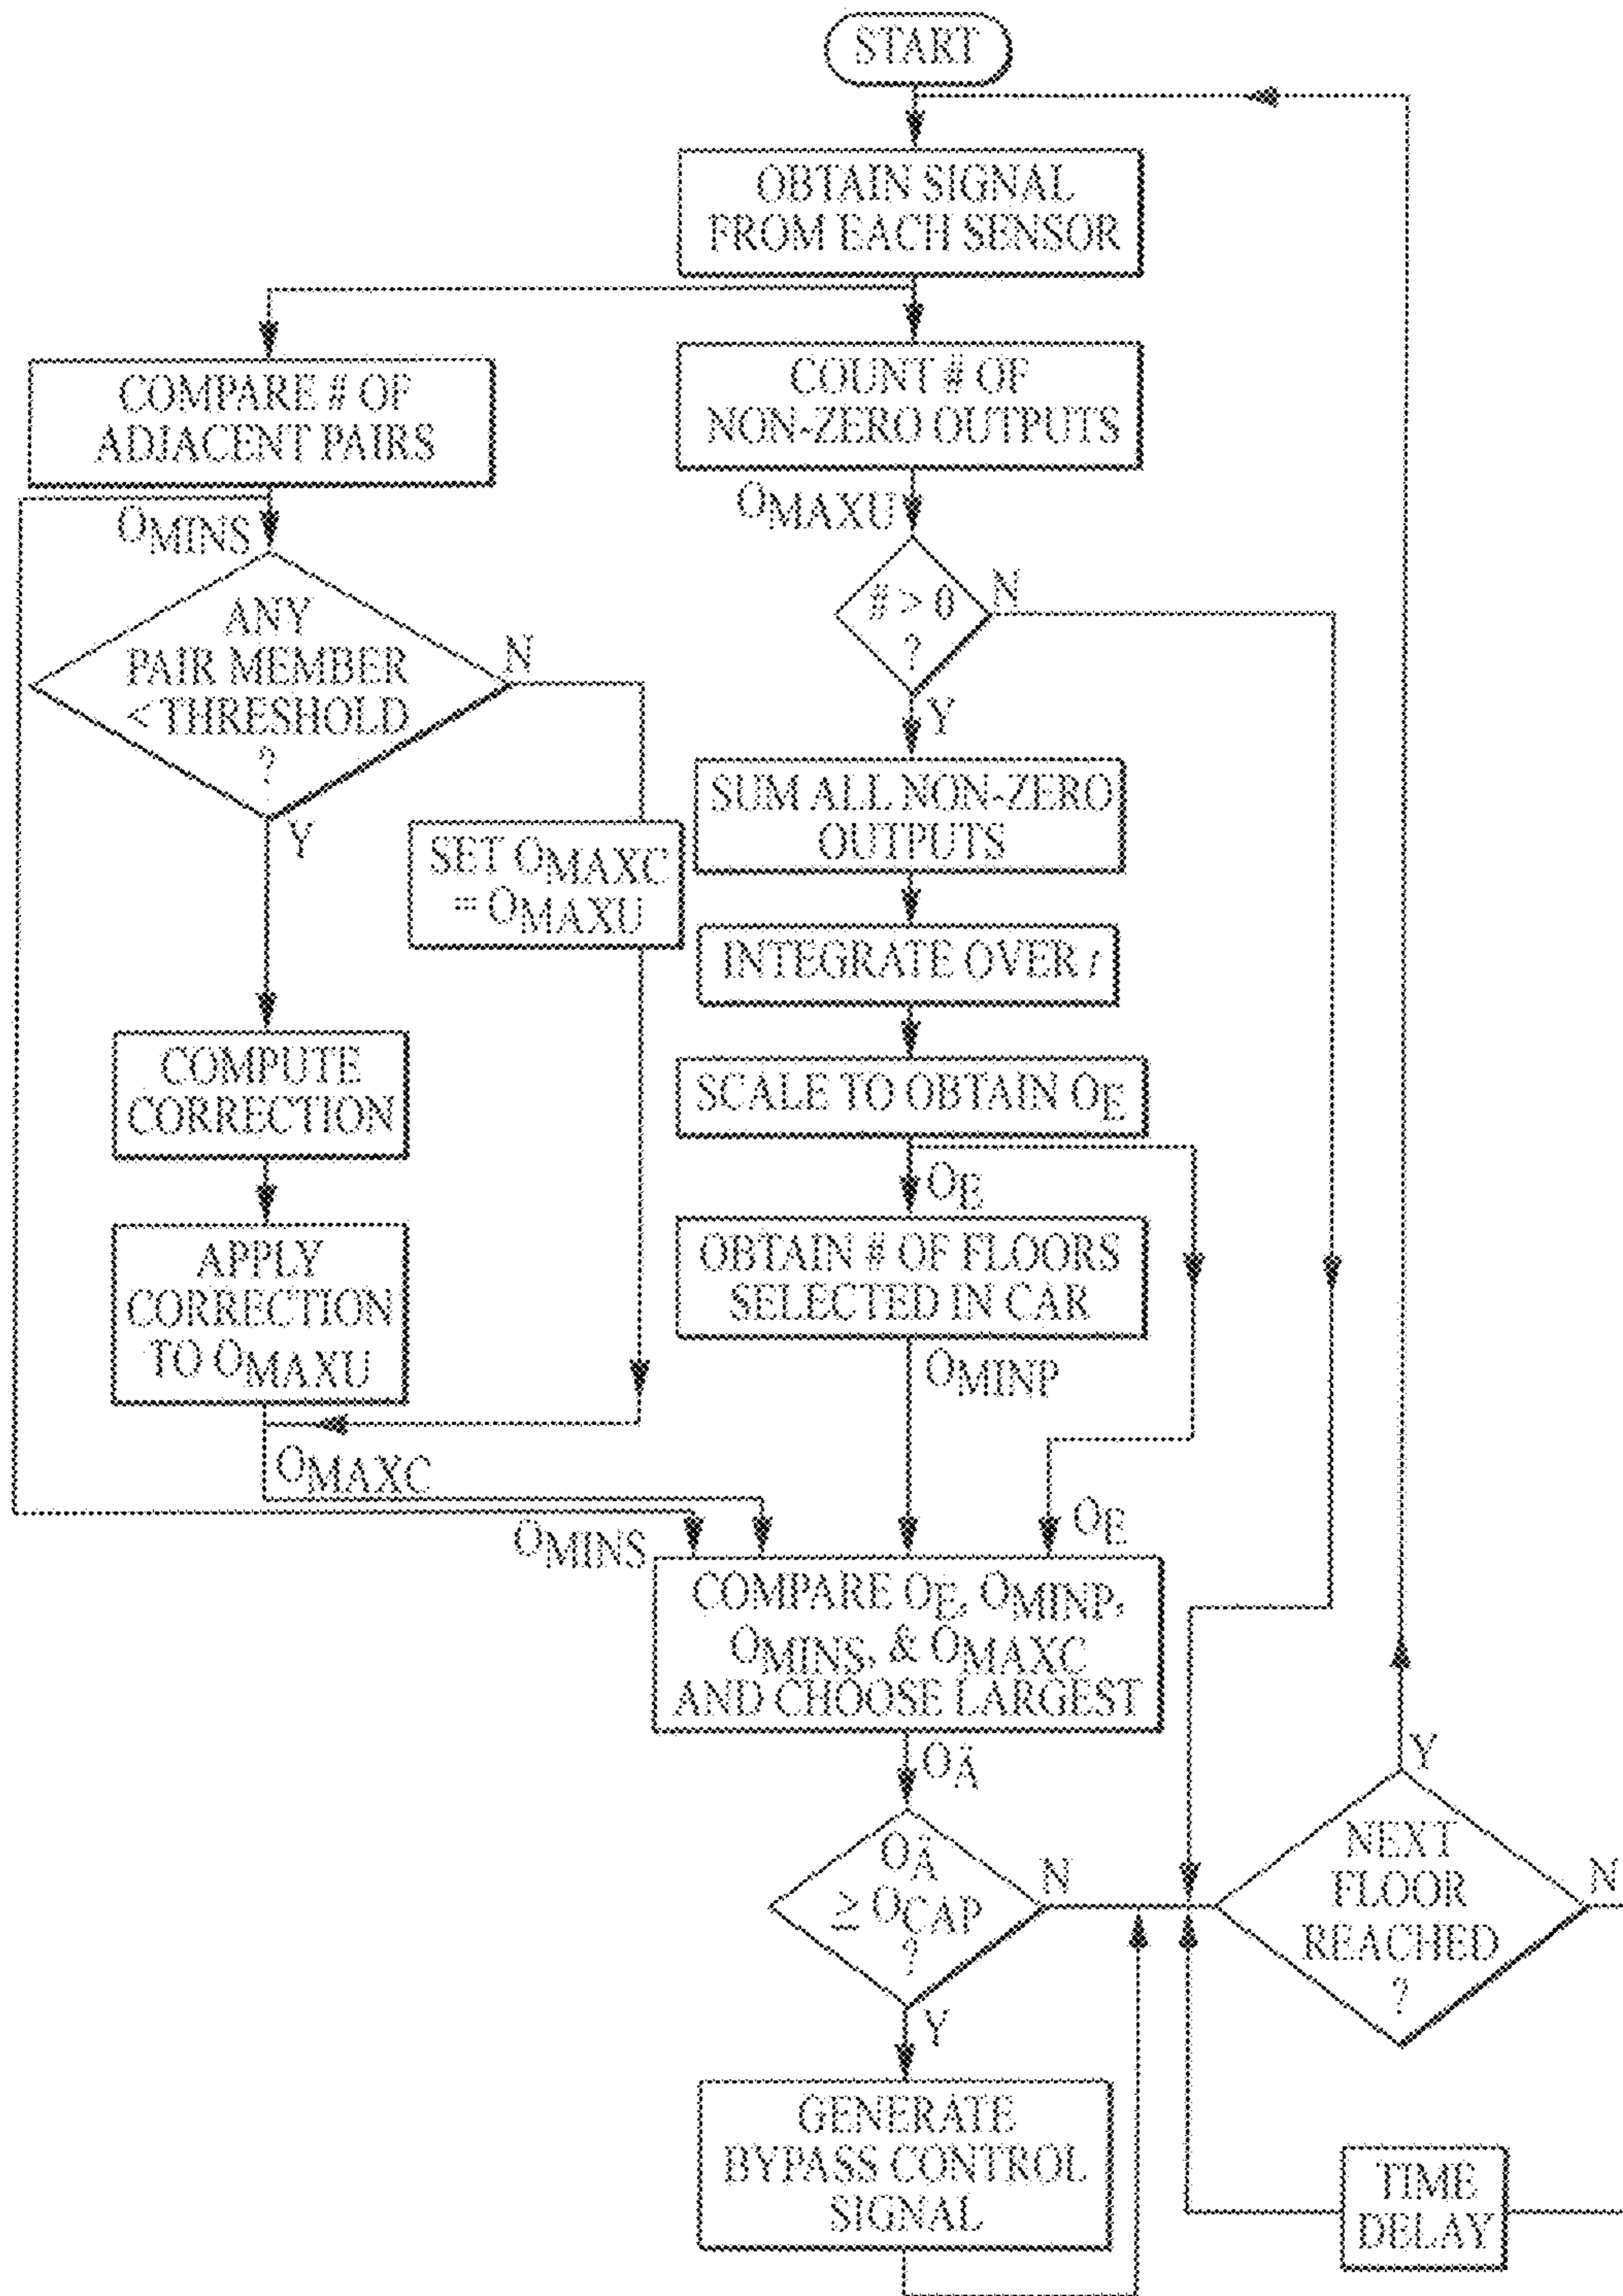 START
OBTAIN SIGNAL
FROM EACH SENSOR
COMPARE # OF
ADJACENT PAIRS
COUNT # OF
NON-ZERO OUTPUTS
OMINS
OMAXU
ANY
PAIR MEMBER
< THRESHOLD
?
N
Y
# > 0
?
N
Y
SET OMAXC
= OMAXU
SUM ALL NON-ZERO
OUTPUTS
INTEGRATE OVER t
SCALE TO OBTAIN OE
COMPUTE
CORRECTION
OE
APPLY
CORRECTION
TO OMAXU
OBTAIN # OF FLOORS
SELECTED IN CAR
OMINP
OMAXC
OMINS
OE
COMPARE OE, OMINP,
OMINS, & OMAXC
AND CHOOSE LARGEST
OÄ
OÄ
≥ OCAP
?
N
Y
NEXT
FLOOR
REACHED
?
Y
N
GENERATE
BYPASS CONTROL
SIGNAL
TIME
DELAY